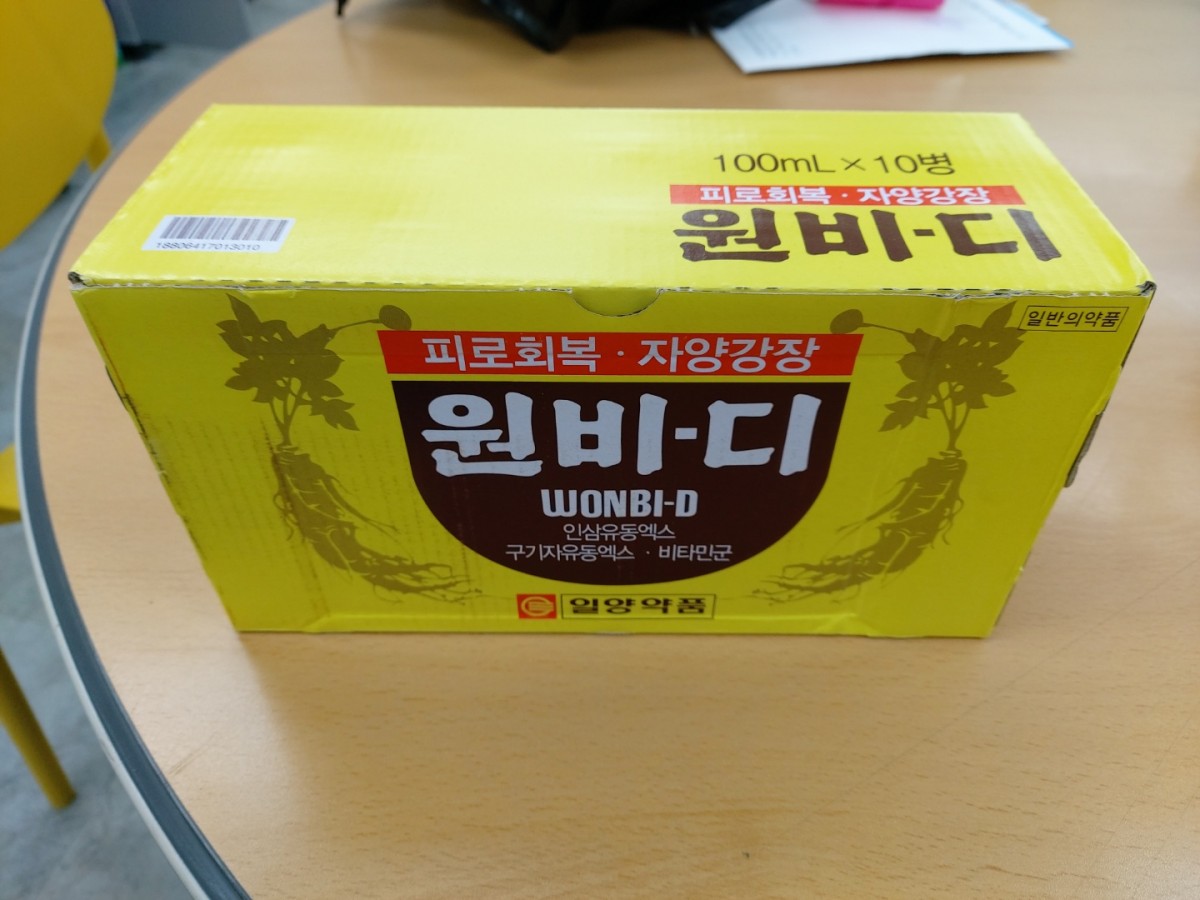 100mL × 10병
피로회복 · 자양강장
원비-디
18806417013010
일반의약품
피로회복 · 자양강장
원비-디
WONBI-D
인삼유동엑스
구기자유동엑스 · 비타민군
일양약품